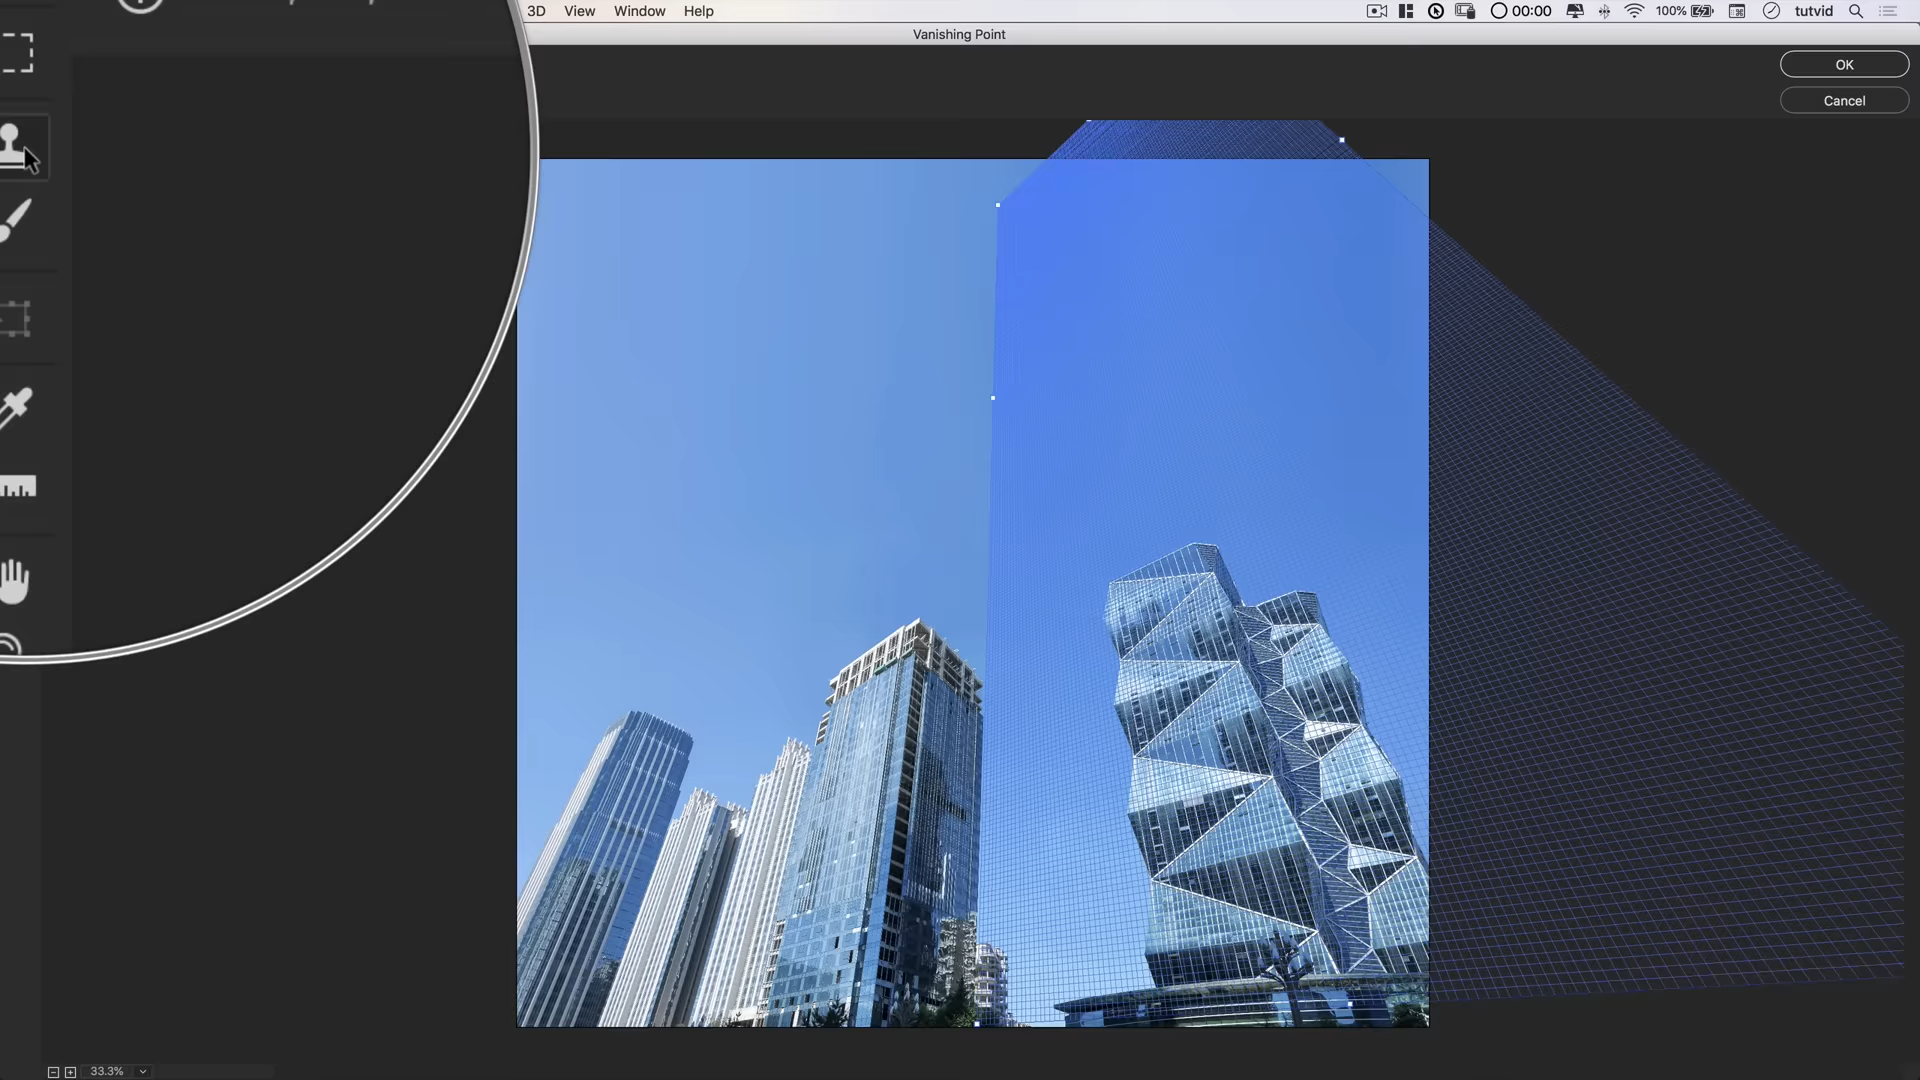 3D View Window Help 00:00 100% tutvid
Vanishing Point
OK
Cancel
33.3%